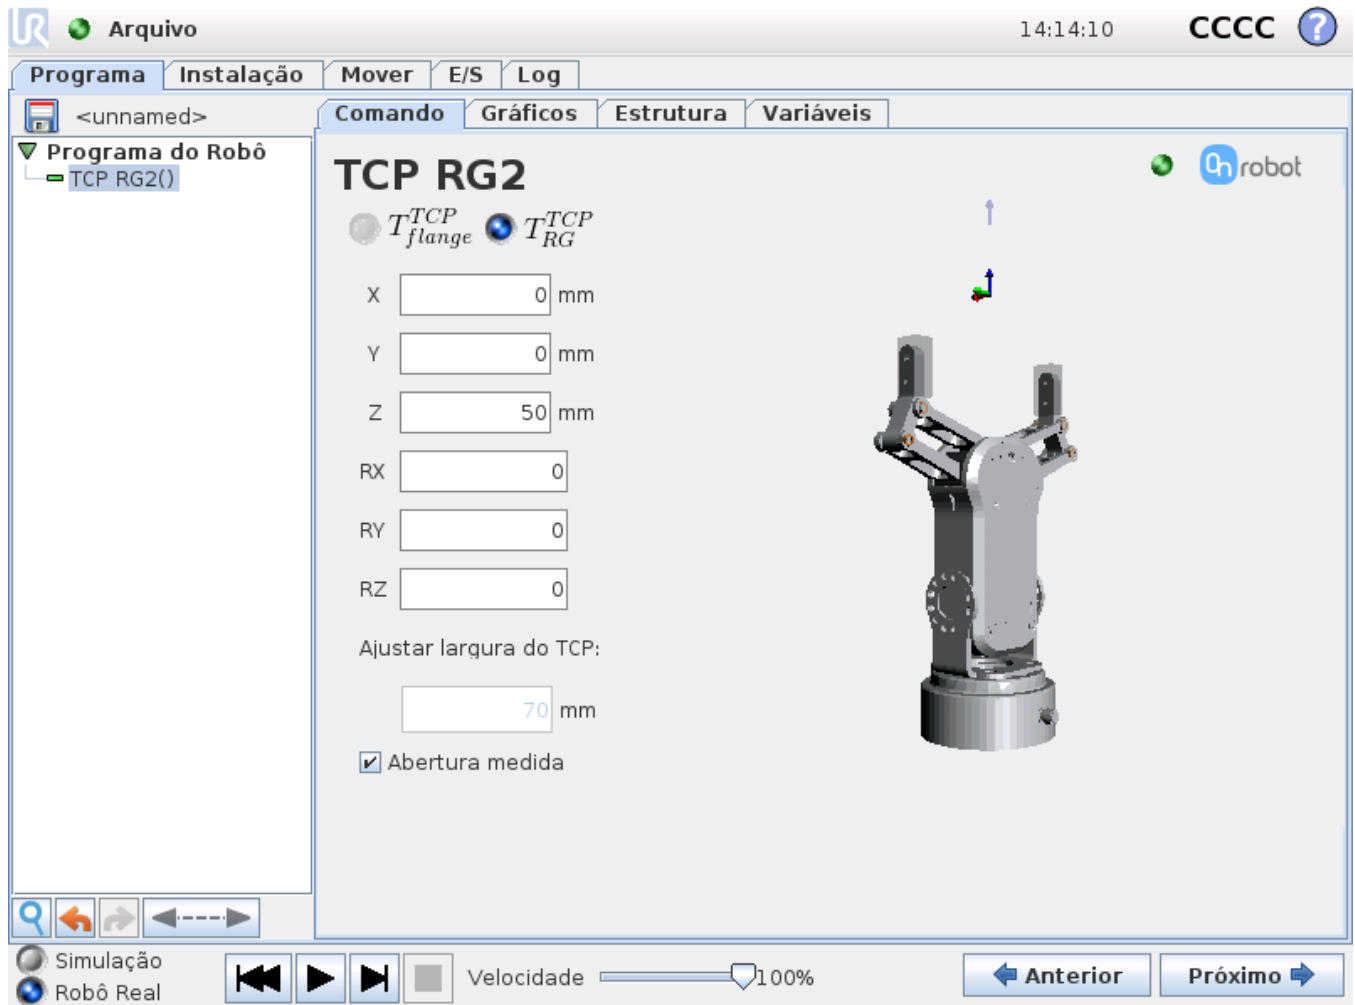 UR Arquivo 14:14:10 CCCC ?
Programa Instalação Mover E/S Log
<unnamed> Comando Gráficos Estrutura Variáveis
Programa do Robô
TCP RG2()
TCP RG2
On robot
T TCP flange T TCP RG
X 0 mm
Y 0 mm
Z 50 mm
RX 0
RY 0
RZ 0
Ajustar largura do TCP:
70 mm
Abertura medida
Simulação
Robô Real
Velocidade 100%
Anterior Próximo